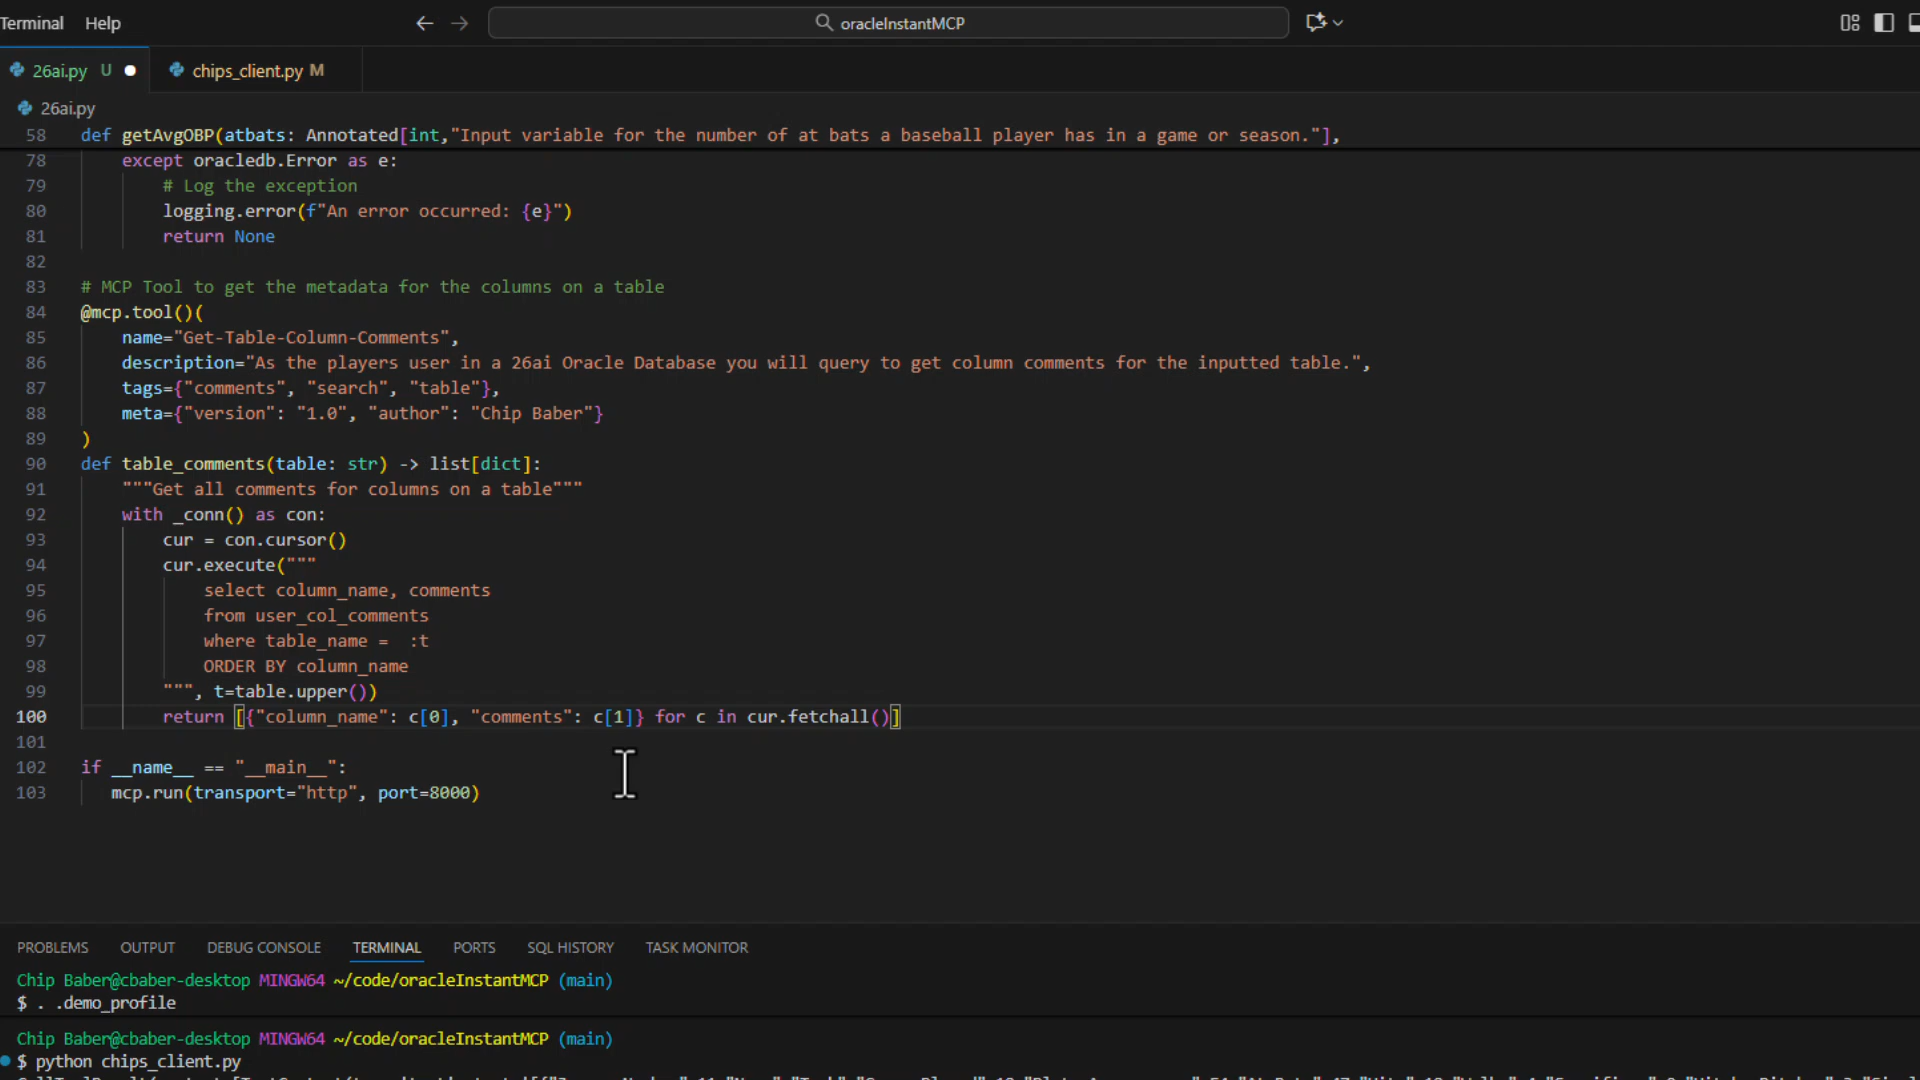 Terminal Help oracleInstantMCP
26ai.py U chips_client.py M
26ai.py
58 def getAvgOBP(atbats: Annotated[int,"Input variable for the number of at bats a baseball player has in a game or season."],
78 except oracledb.Error as e:
79 # Log the exception
80 logging.error(f"An error occurred: {e}")
81 return None
82
83 # MCP Tool to get the metadata for the columns on a table
84 @mcp.tool()(
85 name="Get-Table-Column-Comments",
86 description="As the players user in a 26ai Oracle Database you will query to get column comments for the inputted table.",
87 tags={"comments", "search", "table"},
88 meta={"version": "1.0", "author": "Chip Baber"}
89 )
90 def table_comments(table: str) -> list[dict]:
91 """Get all comments for columns on a table"""
92 with _conn() as con:
93 cur = con.cursor()
94 cur.execute("""
95 select column_name, comments
96 from user_col_comments
97 where table_name =  :t
98 ORDER BY column_name
99 """, t=table.upper())
100 return [{"column_name": c[0], "comments": c[1]} for c in cur.fetchall()]
101
102 if __name__ == "__main__":
103 mcp.run(transport="http", port=8000)
PROBLEMS OUTPUT DEBUG CONSOLE TERMINAL PORTS SQL HISTORY TASK MONITOR
Chip Baber@cbaber-desktop MINGW64 ~/code/oracleInstantMCP (main)
$ . .demo_profile
Chip Baber@cbaber-desktop MINGW64 ~/code/oracleInstantMCP (main)
$ python chips_client.py